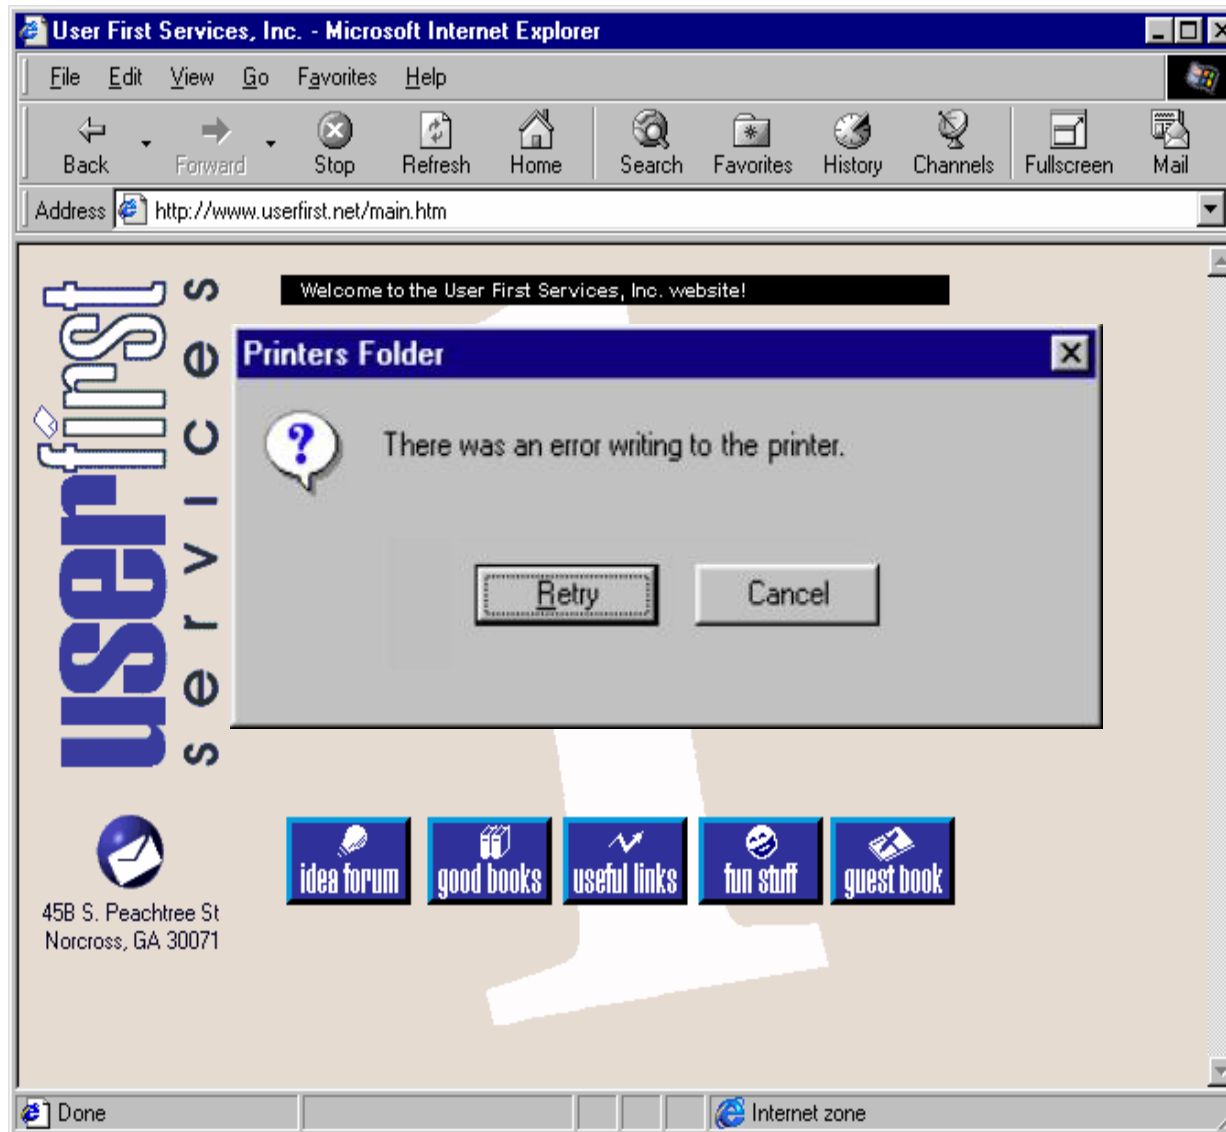 User First Services, Inc. - Microsoft Internet Explorer
File Edit View Go Favorites Help
Back Forward Stop Refresh Home Search Favorites History Channels Fullscreen Mail
Address http://www.userfirst.net/main.htm
userfirst
services
Welcome to the User First Services, Inc. website!
Printers Folder
There was an error writing to the printer.
Retry Cancel
idea forum good books useful links fun stuff guest book
45B S. Peachtree St
Norcross, GA 30071
Done Internet zone